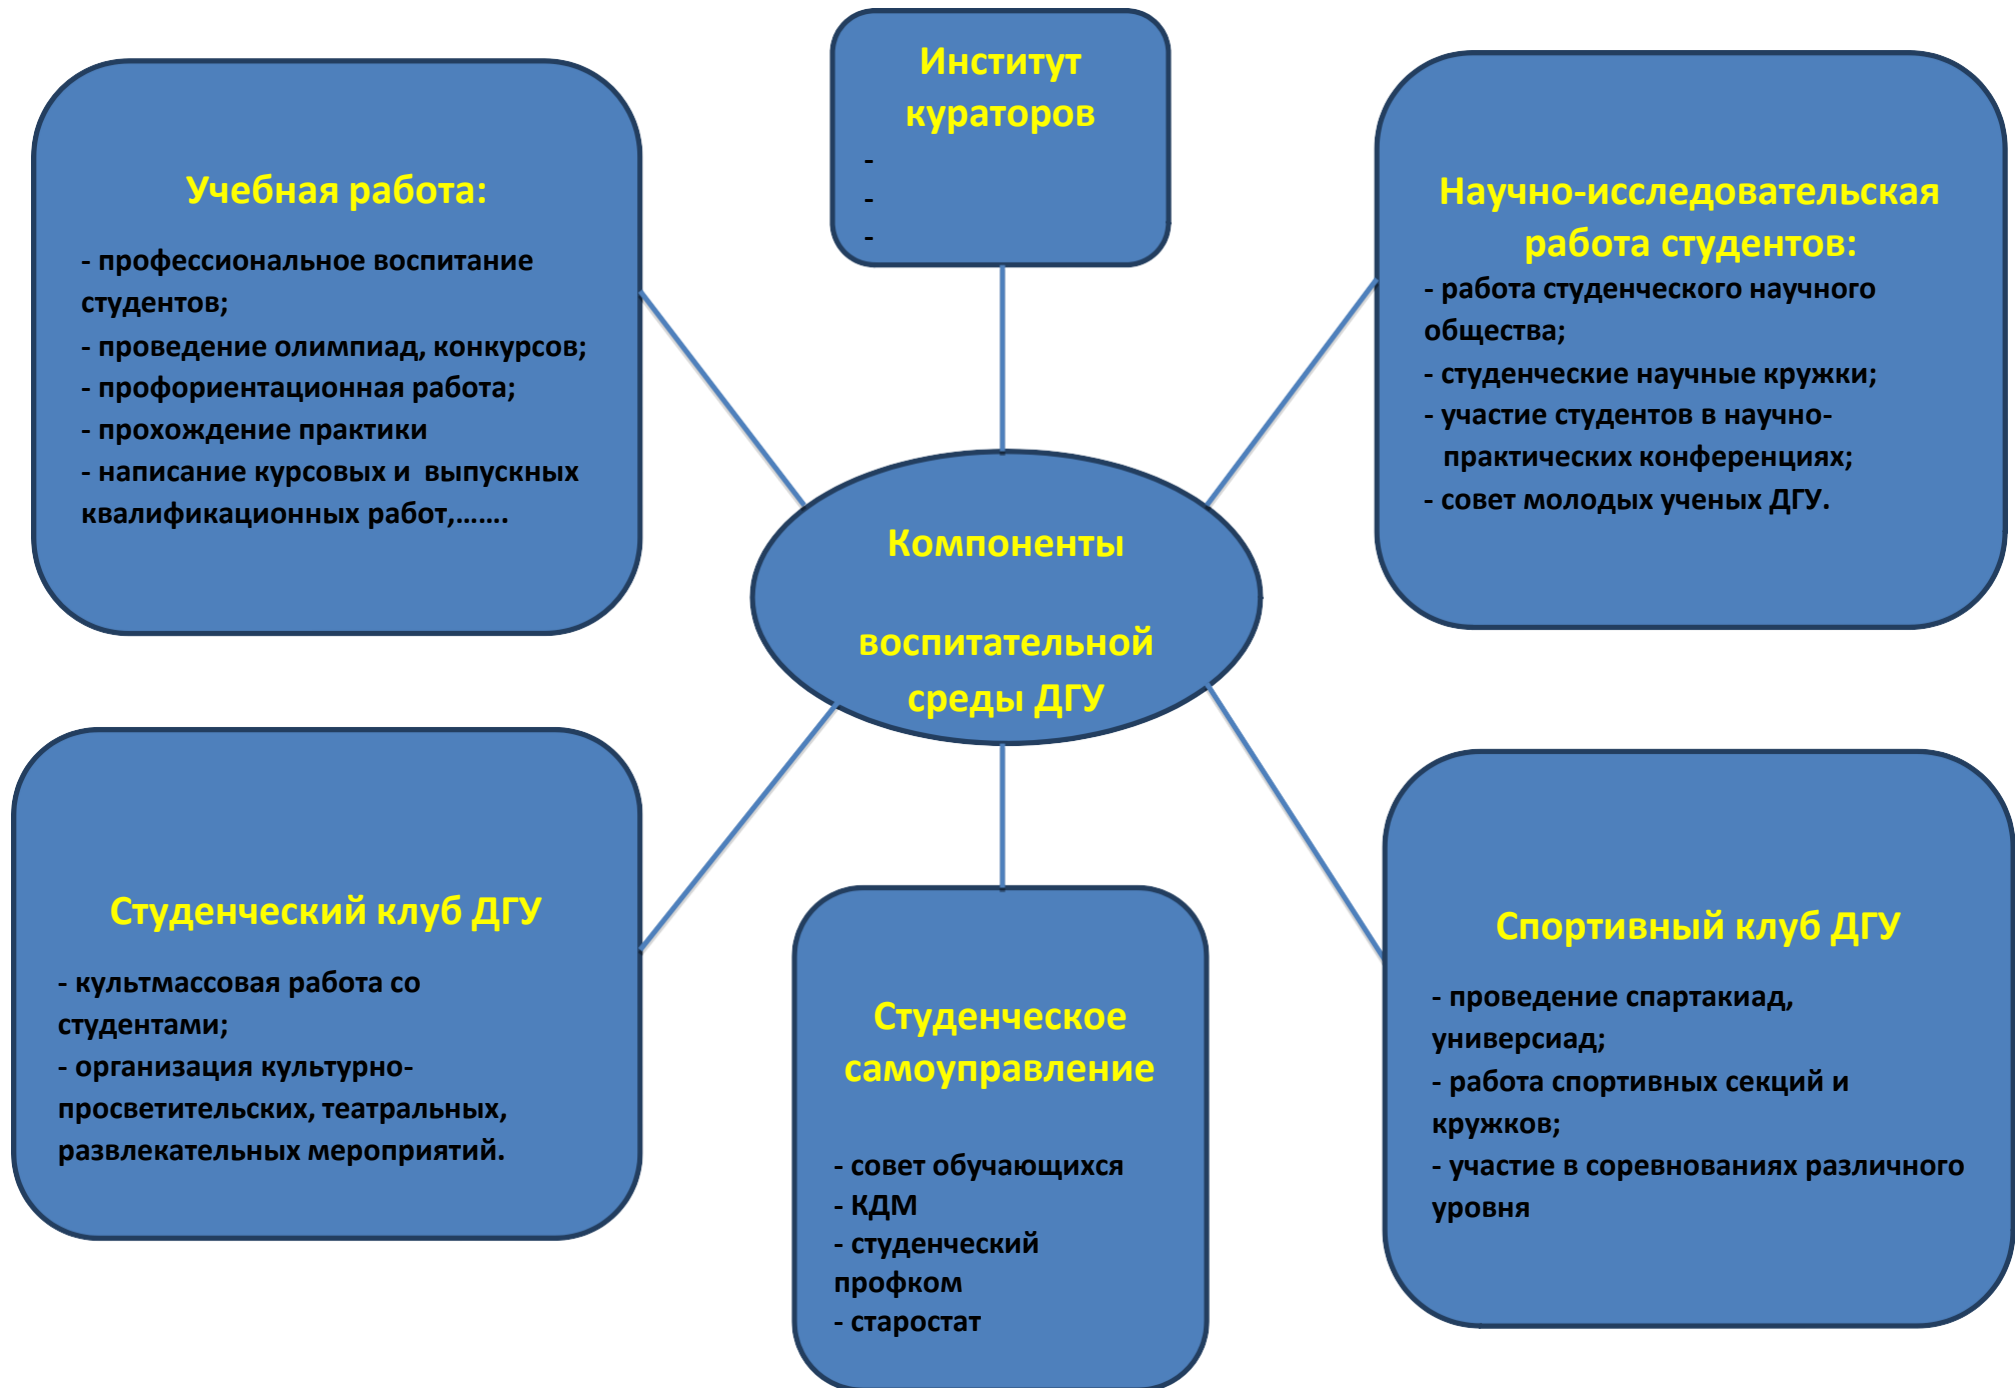 Институт
кураторов
-
-
-
Учебная работа:
- профессиональное воспитание
студентов;
- проведение олимпиад, конкурсов;
- профориентационная работа;
- прохождение практики
- написание курсовых и  выпускных
квалификационных работ,…….
Научно-исследовательская
работа студентов:
- работа студенческого научного
общества;
- студенческие научные кружки;
- участие студентов в научно-
практических конференциях;
- совет молодых ученых ДГУ.
Компоненты
воспитательной
среды ДГУ
Студенческий клуб ДГУ
- культмассовая работа со
студентами;
- организация культурно-
просветительских, театральных,
развлекательных мероприятий.
Студенческое
самоуправление
- совет обучающихся
- КДМ
- студенческий
профком
- старостат
Спортивный клуб ДГУ
- проведение спартакиад,
универсиад;
- работа спортивных секций и
кружков;
- участие в соревнованиях различного
уровня